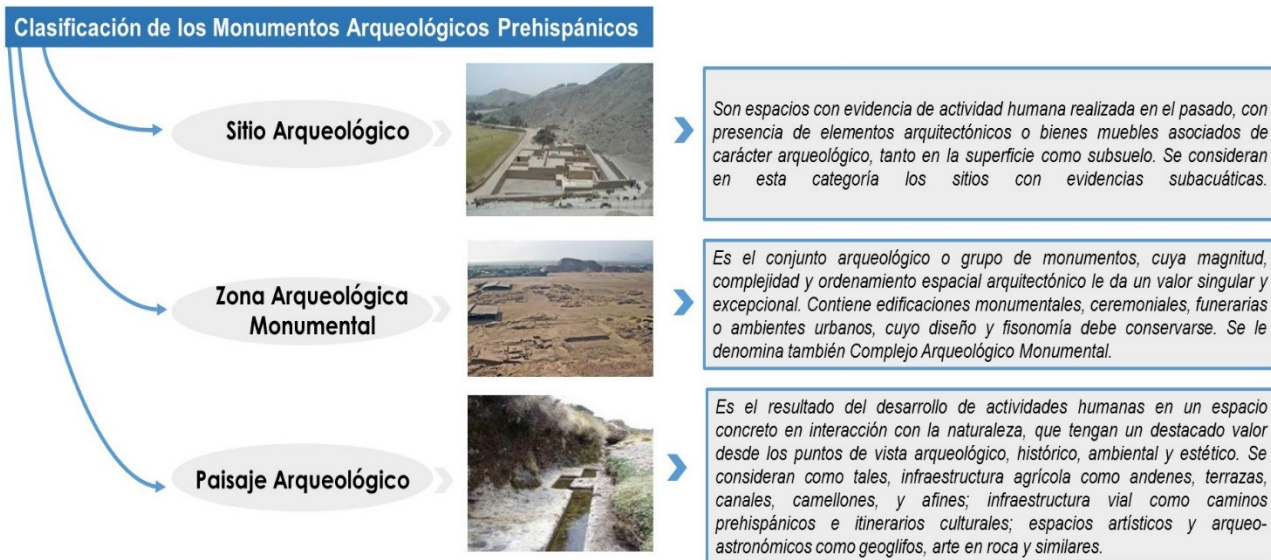 Clasificación de los Monumentos Arqueológicos Prehispánicos
Sitio Arqueológico
Son espacios con evidencia de actividad humana realizada en el pasado, con
presencia de elementos arquitectónicos o bienes muebles asociados de
carácter arqueológico, tanto en la superficie como subsuelo. Se consideran
en esta categoría los sitios con evidencias subacuáticas.
Zona Arqueológica
Monumental
Es el conjunto arqueológico o grupo de monumentos, cuya magnitud,
complejidad y ordenamiento espacial arquitectónico le da un valor singular y
excepcional. Contiene edificaciones monumentales, ceremoniales, funerarias
o ambientes urbanos, cuyo diseño y fisonomía debe conservarse. Se le
denomina también Complejo Arqueológico Monumental.
Paisaje Arqueológico
Es el resultado del desarrollo de actividades humanas en un espacio
concreto en interacción con la naturaleza, que tengan un destacado valor
desde los puntos de vista arqueológico, histórico, ambiental y estético. Se
consideran como tales, infraestructura agrícola como andenes, terrazas,
canales, camellones, y afines; infraestructura vial como caminos
prehispánicos e itinerarios culturales; espacios artísticos y arqueo-
astronómicos como geoglifos, arte en roca y similares.